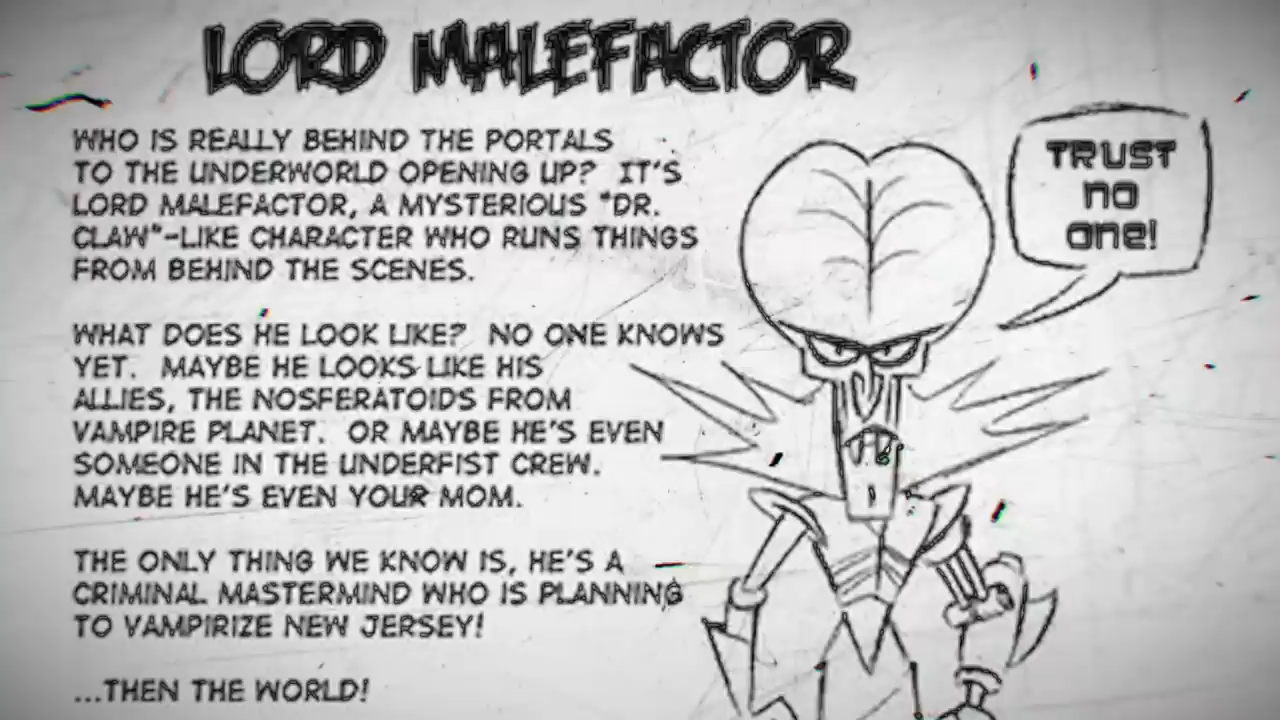 LORD MALEFACTOR
WHO IS REALLY BEHIND THE PORTALS
TO THE UNDERWORLD OPENING UP? IT'S
LORD MALEFACTOR, A MYSTERIOUS "DR.
CLAW"-LIKE CHARACTER WHO RUNS THINGS
FROM BEHIND THE SCENES.
WHAT DOES HE LOOK LIKE? NO ONE KNOWS
YET. MAYBE HE LOOKS LIKE HIS
ALLIES, THE NOSFERATOIDS FROM
VAMPIRE PLANET. OR MAYBE HE'S EVEN
SOMEONE IN THE UNDERFIST CREW.
MAYBE HE'S EVEN YOUR MOM.
THE ONLY THING WE KNOW IS, HE'S A
CRIMINAL MASTERMIND WHO IS PLANNING
TO VAMPIRIZE NEW JERSEY!
...THEN THE WORLD!
TRUST
no
one!